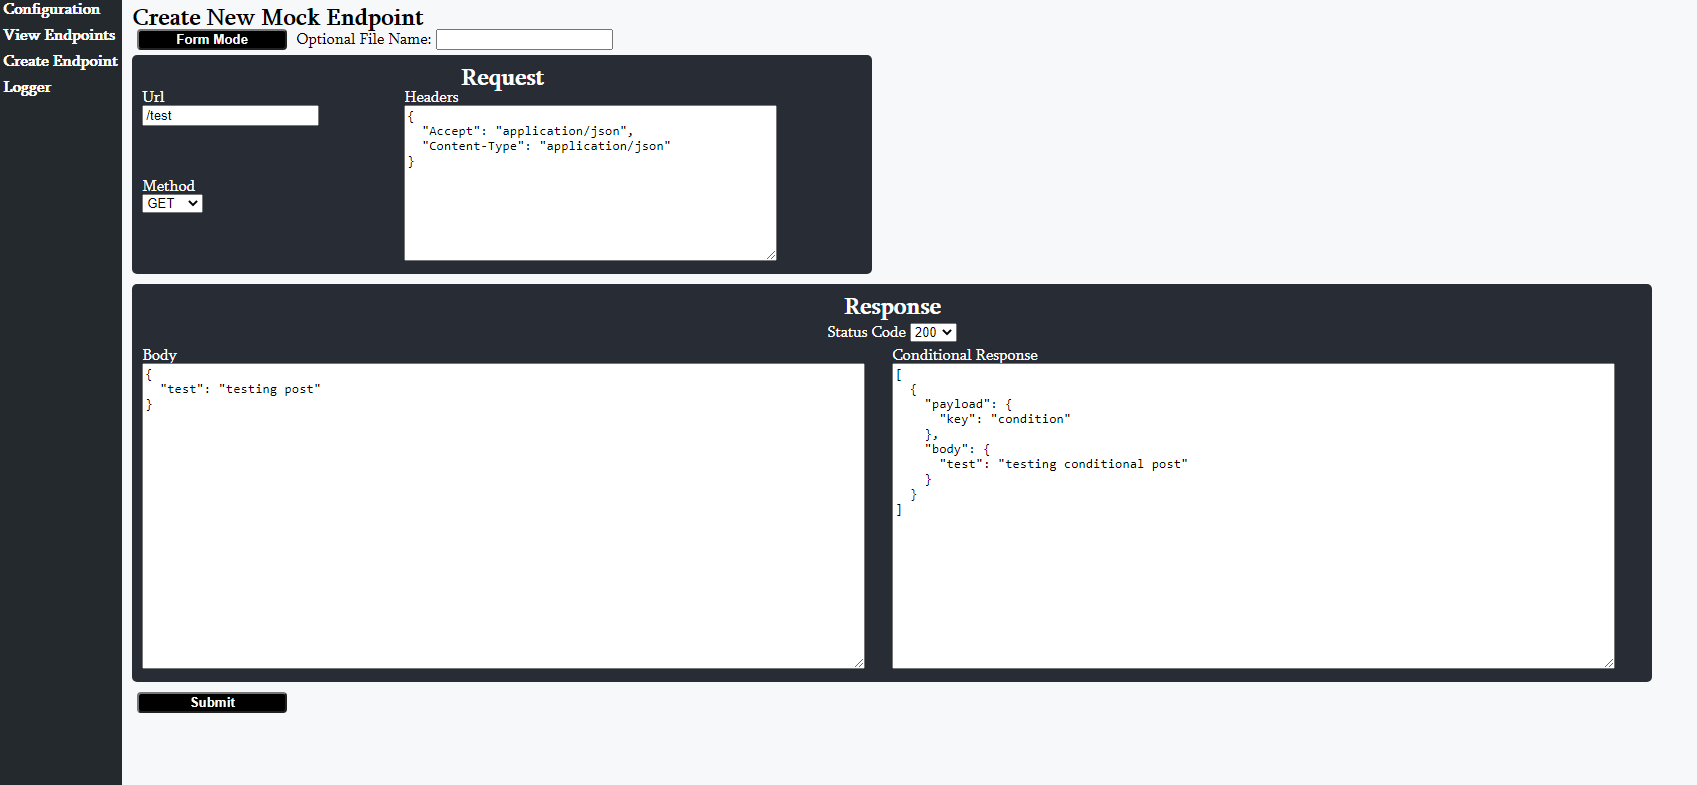 Configuration
View Endpoints
Create Endpoint
Logger
Create New Mock Endpoint
Form Mode
Optional File Name:
Request
Url
/test
Method
GET
Headers
{
  "Accept": "application/json",
  "Content-Type": "application/json"
}
Response
Status Code 200
Body
{
  "test": "testing post"
}
Conditional Response
[
  {
    "payload": {
      "key": "condition"
    },
    "body": {
      "test": "testing conditional post"
    }
  }
]
Submit